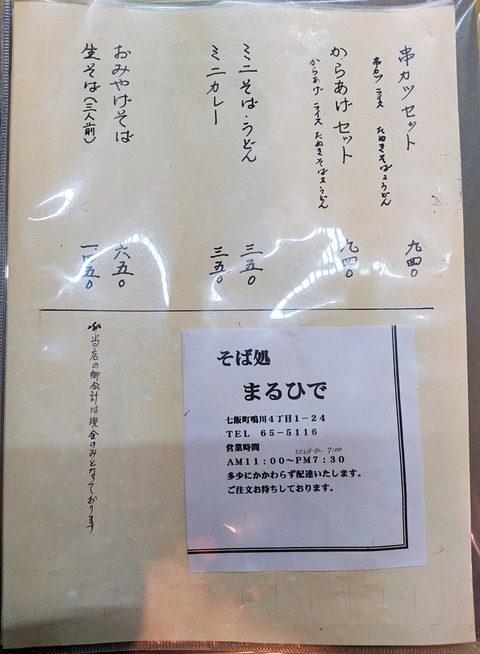 串カツセット 九四〇
串カツ ライス たぬきそばorうどん
からあげセット 九四〇
からあげ ライス たぬきそばorうどん
ミニそば・うどん 三五〇
ミニカレー 三五〇
おみやげそば 六五〇
生そば(三人前) 一四五〇
※当店の御会計は現金のみとなっております
そば処
まるひで
七飯町鳴川4丁目1-24
TEL 65-5116
営業時間
ラストオーダー 7:00
AM11:00~PM7:30
多少にかかわらず配達いたします。
ご注文お待ちしております。